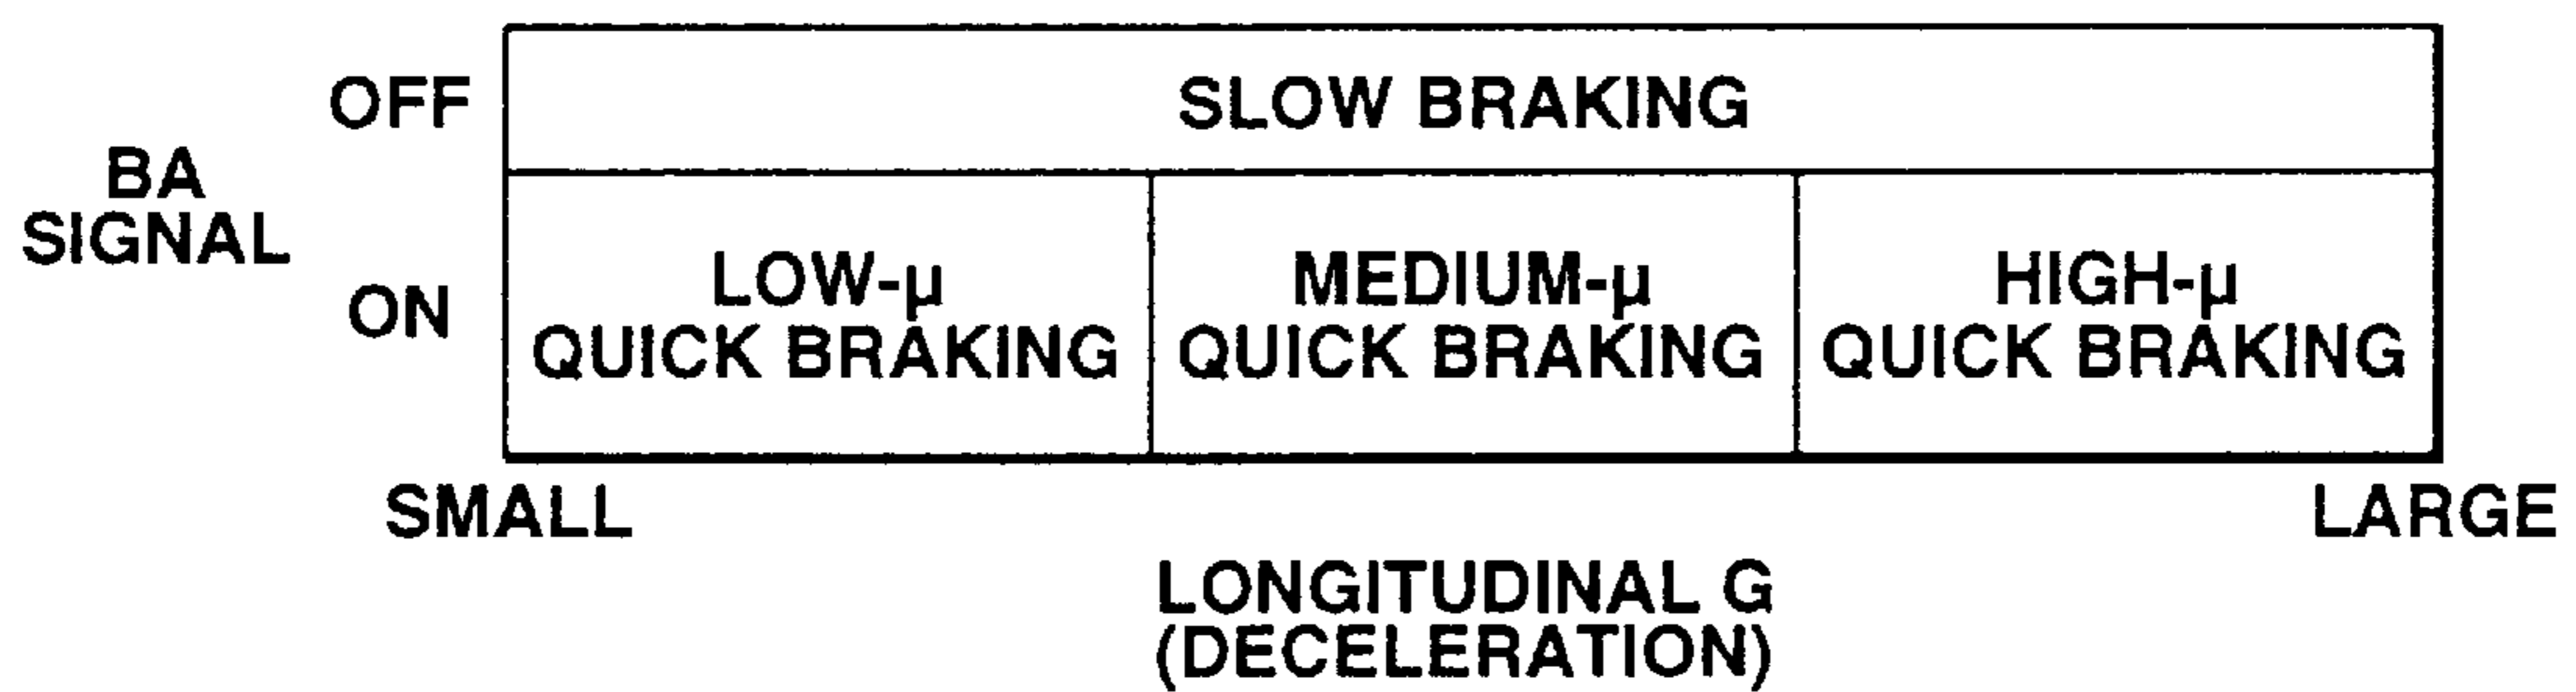 OFF
SLOW BRAKING
BA
SIGNAL
ON
LOW-µ
QUICK BRAKING
MEDIUM-µ
QUICK BRAKING
HIGH-µ
QUICK BRAKING
SMALL
LARGE
LONGITUDINAL G
(DECELERATION)